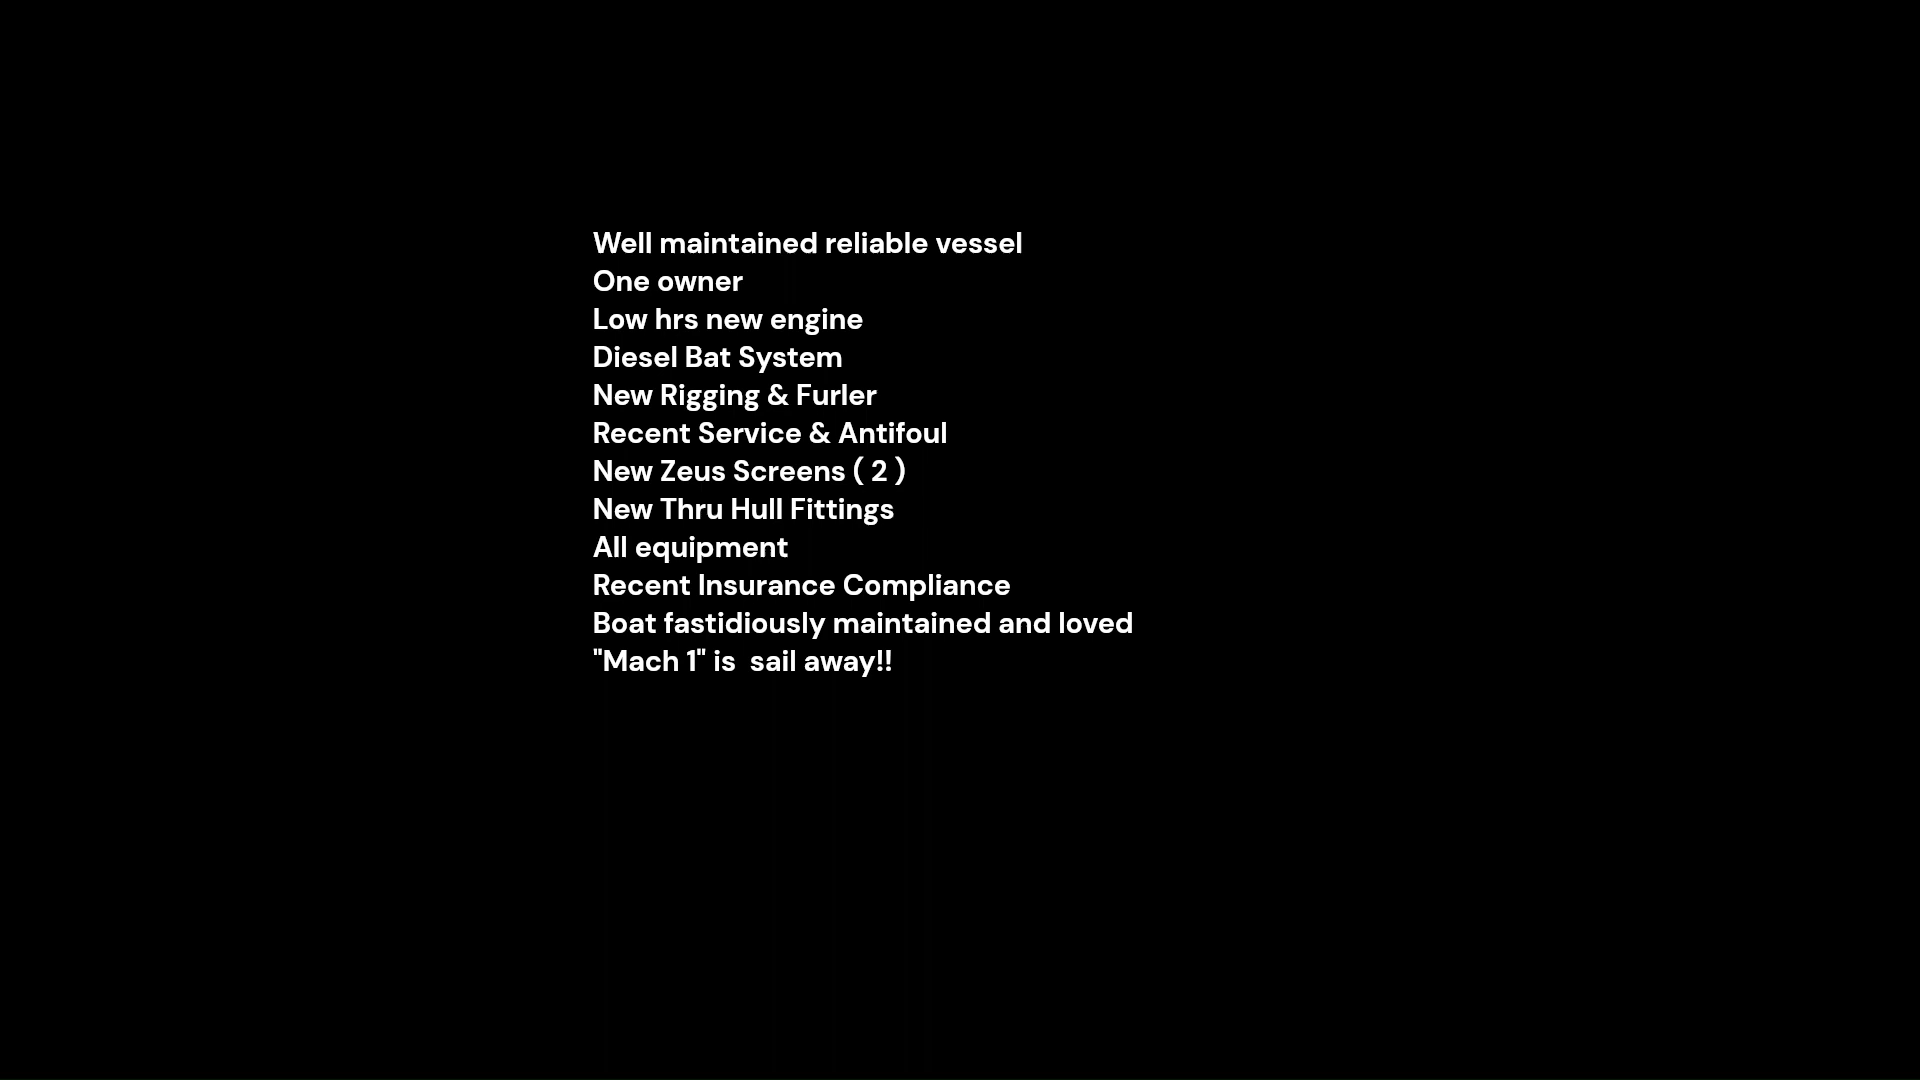 Well maintained reliable vessel
One owner
Low hrs new engine
Diesel Bat System
New Rigging & Furler
Recent Service & Antifoul
New Zeus Screens ( 2 )
New Thru Hull Fittings
All equipment
Recent Insurance Compliance
Boat fastidiously maintained and loved
"Mach 1" is  sail away!!